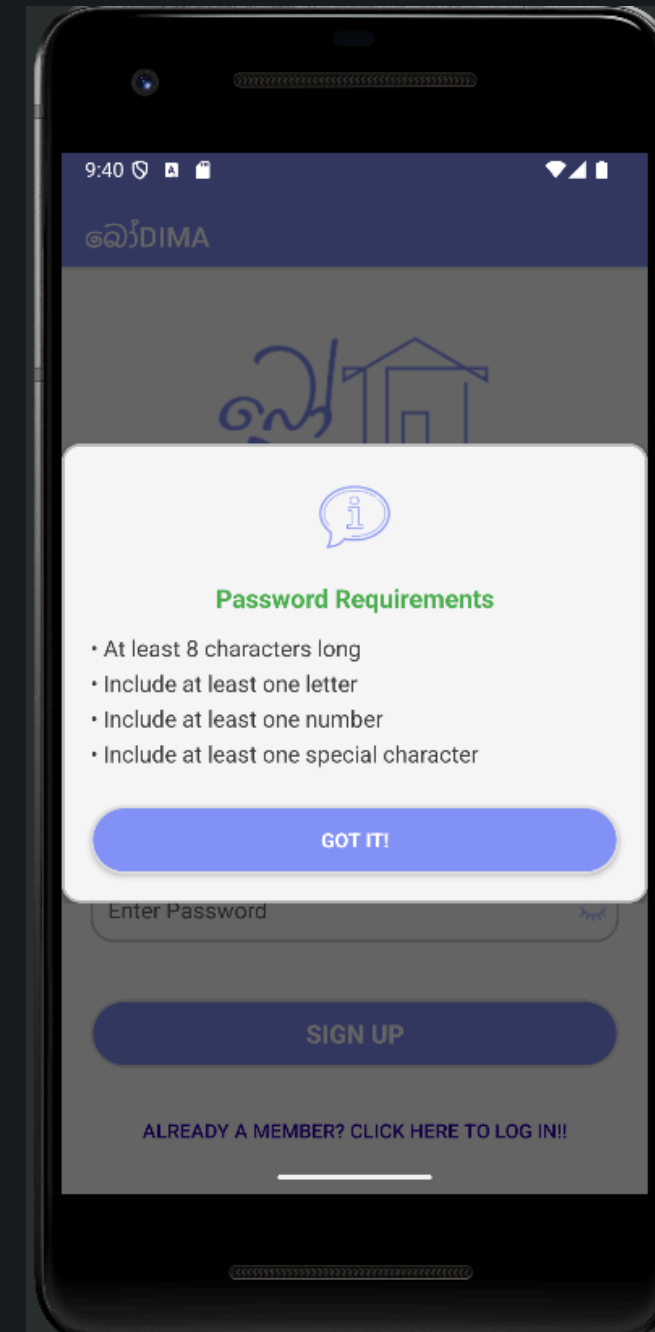 9:40
බෝDIMA
බෝ
Password Requirements
• At least 8 characters long
• Include at least one letter
• Include at least one number
• Include at least one special character
GOT IT!
Enter Password
SIGN UP
ALREADY A MEMBER? CLICK HERE TO LOG IN!!